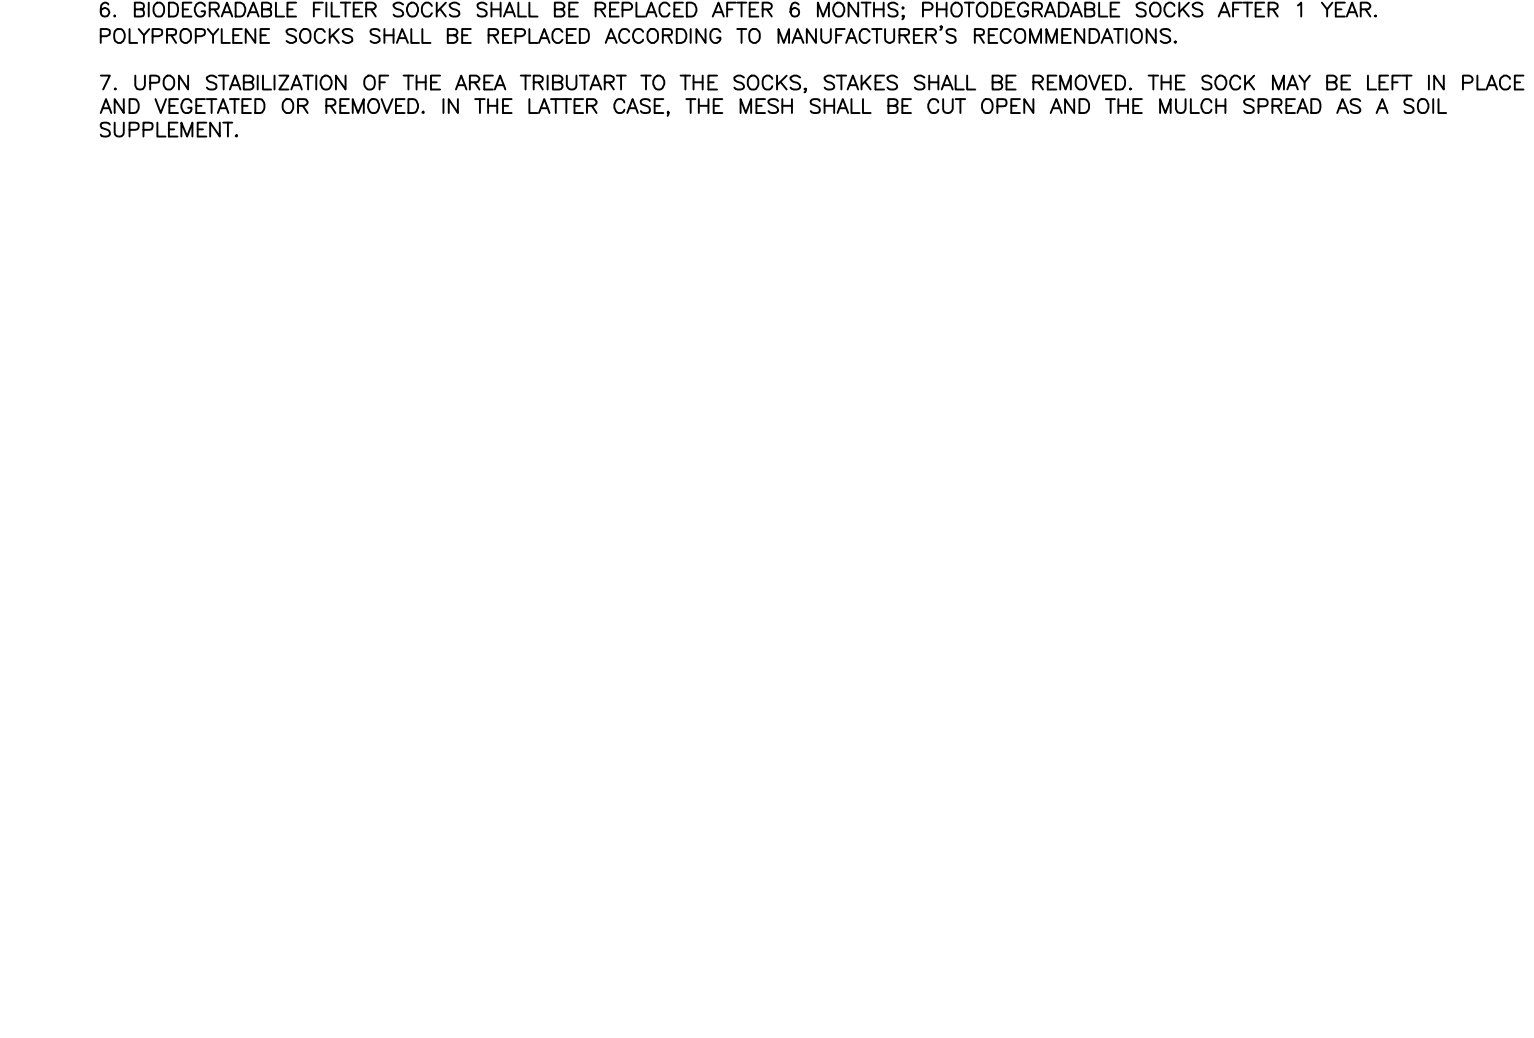 6. BIODEGRADABLE FILTER SOCKS SHALL BE REPLACED AFTER 6 MONTHS; PHOTODEGRADABLE SOCKS AFTER 1 YEAR.
POLYPROPYLENE SOCKS SHALL BE REPLACED ACCORDING TO MANUFACTURER'S RECOMMENDATIONS.
7. UPON STABILIZATION OF THE AREA TRIBUTART TO THE SOCKS, STAKES SHALL BE REMOVED. THE SOCK MAY BE LEFT IN PLACE
AND VEGETATED OR REMOVED. IN THE LATTER CASE, THE MESH SHALL BE CUT OPEN AND THE MULCH SPREAD AS A SOIL
SUPPLEMENT.